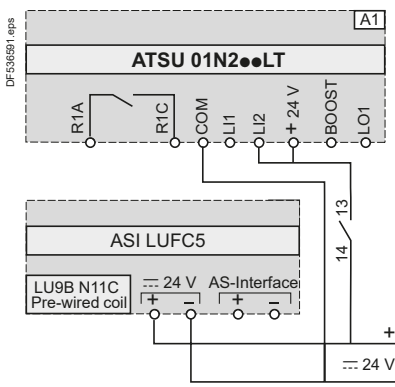 DF536591.eps
A1
ATSU 01N2●●LT
R1A
R1C
COM
LI1
LI2
+ 24 V
BOOST
LO1
13
14
ASI LUFC5
LU9B N11C
Pre-wired coil
⎓ 24 V
AS-Interface
+ – + –
+
⎓ 24 V